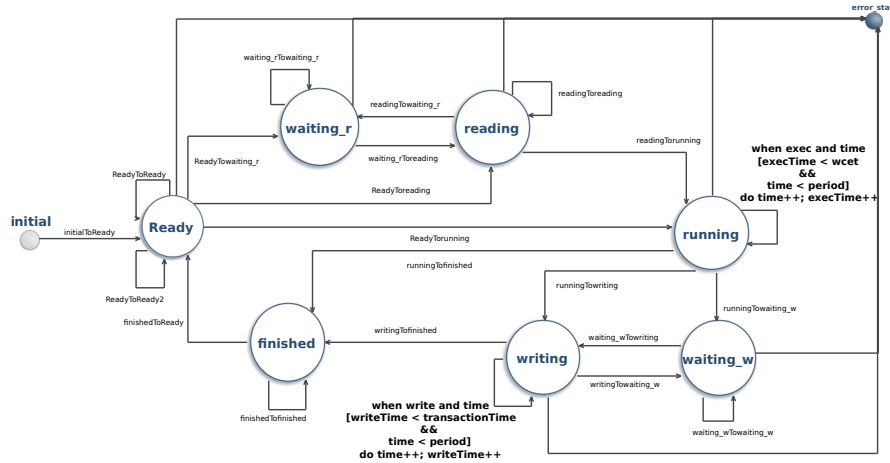 error_sta
waiting_rTowaiting_r
readingToreading
readingTowaiting_r
waiting_r
reading
readingTorunning
when exec and time
[execTime < wcet
&&
time < period]
do time++; execTime++
waiting_rToreading
ReadyTowaiting_r
ReadyToReady
ReadyToreading
initial
initialToReady
Ready
running
ReadyTorunning
runningTofinished
runningTowriting
ReadyToReady2
runningTowaiting_w
finishedToReady
writingTofinished
waiting_wTowriting
finished
writing
waiting_w
writingTowaiting_w
when write and time
[writeTime < transactionTime
&&
time < period]
do time++; writeTime++
finishedTofinished
waiting_wTowaiting_w